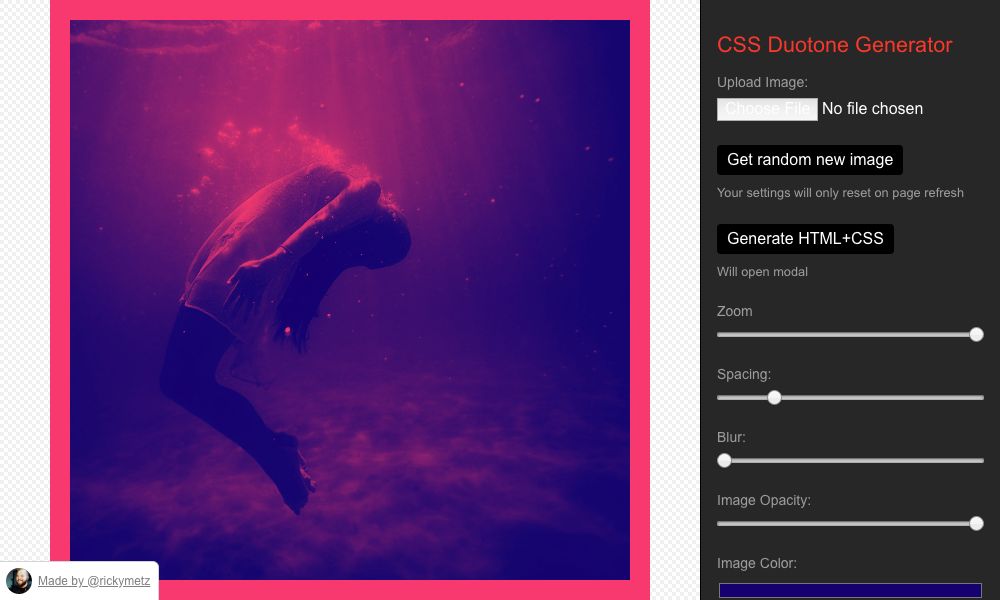 CSS Duotone Generator
Upload Image:
Choose File No file chosen
Get random new image
Your settings will only reset on page refresh
Generate HTML+CSS
Will open modal
Zoom
Spacing:
Blur:
Image Opacity:
Image Color:
Made by @rickymetz